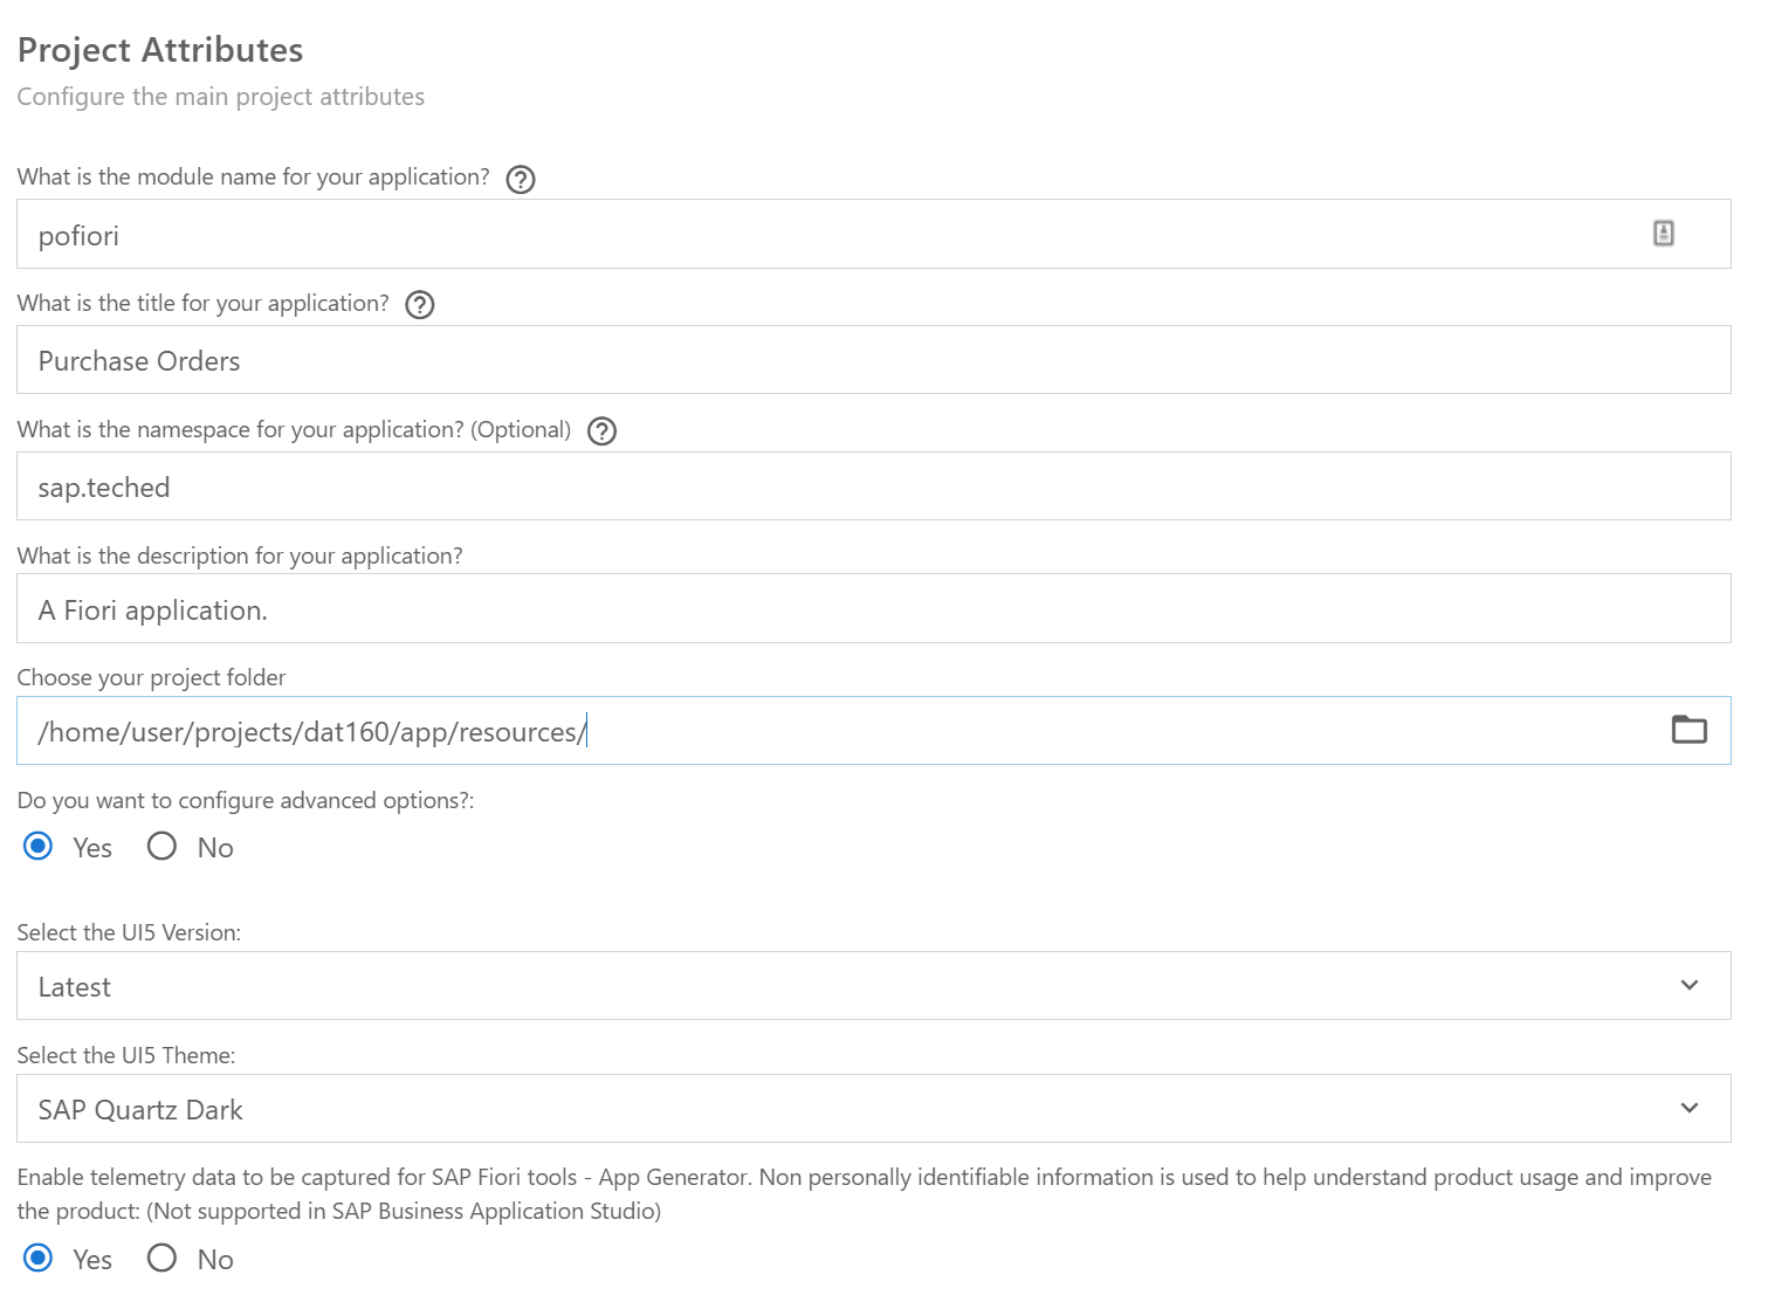 Project Attributes
Configure the main project attributes
What is the module name for your application?
pofiori
What is the title for your application?
Purchase Orders
What is the namespace for your application? (Optional)
sap.teched
What is the description for your application?
A Fiori application.
Choose your project folder
/home/user/projects/dat160/app/resources/
Do you want to configure advanced options?:
Yes No
Select the UI5 Version:
Latest
Select the UI5 Theme:
SAP Quartz Dark
Enable telemetry data to be captured for SAP Fiori tools - App Generator. Non personally identifiable information is used to help understand product usage and improve
the product: (Not supported in SAP Business Application Studio)
Yes No